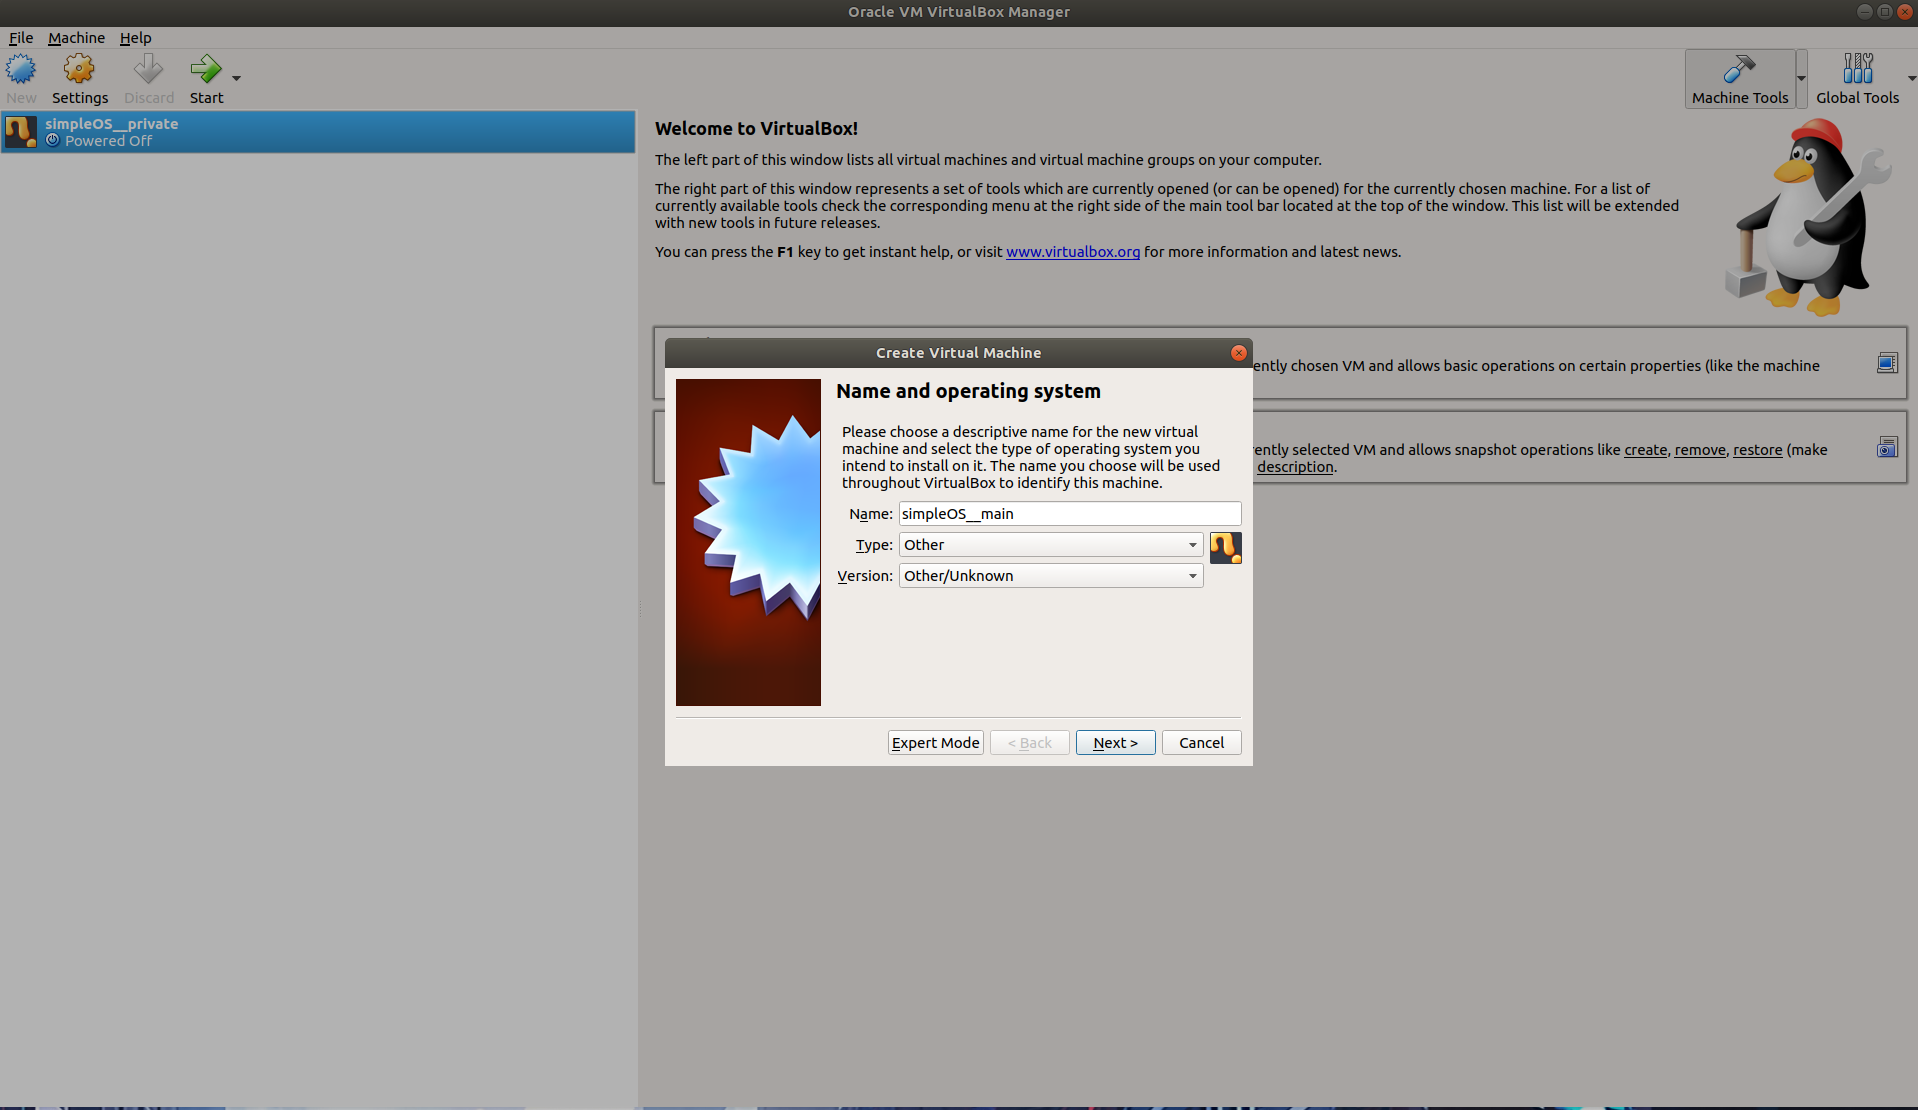 Oracle VM VirtualBox Manager
File Machine Help
New Settings Discard Start
Machine Tools Global Tools
simpleOS__private
Powered Off
Welcome to VirtualBox!
The left part of this window lists all virtual machines and virtual machine groups on your computer.
The right part of this window represents a set of tools which are currently opened (or can be opened) for the currently chosen machine. For a list of
currently available tools check the corresponding menu at the right side of the main tool bar located at the top of the window. This list will be extended
with new tools in future releases.
You can press the F1 key to get instant help, or visit www.virtualbox.org for more information and latest news.
ently chosen VM and allows basic operations on certain properties (like the machine
rently selected VM and allows snapshot operations like create, remove, restore (make
description.
Create Virtual Machine
Name and operating system
Please choose a descriptive name for the new virtual
machine and select the type of operating system you
intend to install on it. The name you choose will be used
throughout VirtualBox to identify this machine.
Name: simpleOS__main
Type: Other
Version: Other/Unknown
Expert Mode < Back Next > Cancel